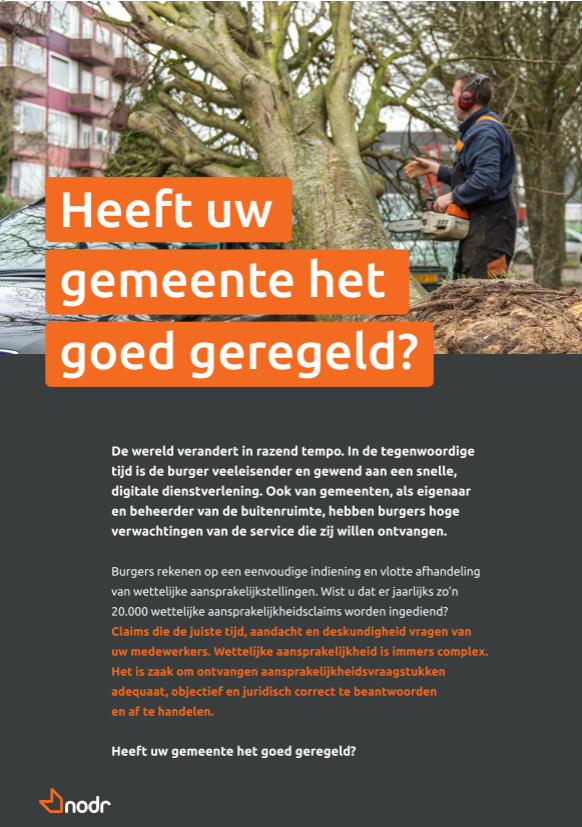 Heeft uw
gemeente het
goed geregeld?
De wereld verandert in razend tempo. In de tegenwoordige
tijd is de burger veeleisender en gewend aan een snelle,
digitale dienstverlening. Ook van gemeenten, als eigenaar
en beheerder van de buitenruimte, hebben burgers hoge
verwachtingen van de service die zij willen ontvangen.
Burgers rekenen op een eenvoudige indiening en vlotte afhandeling
van wettelijke aansprakelijkstellingen. Wist u dat er jaarlijks zo'n
20.000 wettelijke aansprakelijkheidsclaims worden ingediend?
Claims die de juiste tijd, aandacht en deskundigheid vragen van
uw medewerkers. Wettelijke aansprakelijkheid is immers complex.
Het is zaak om ontvangen aansprakelijkheidsvraagstukken
adequaat, objectief en juridisch correct te beantwoorden
en af te handelen.
Heeft uw gemeente het goed geregeld?
nodr